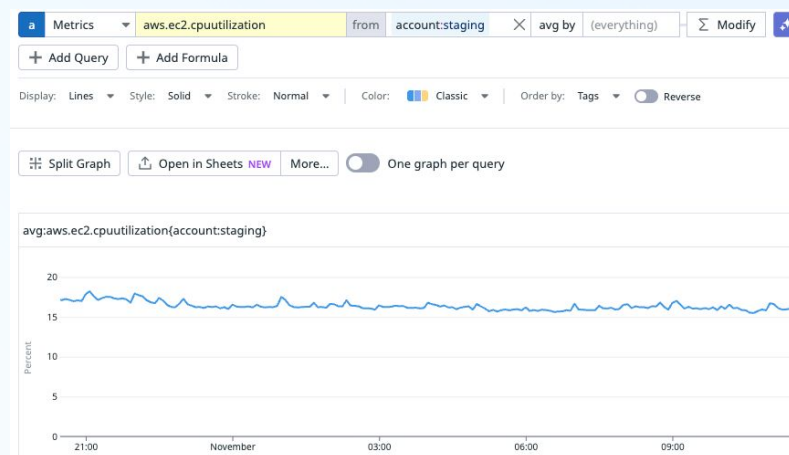 a Metrics aws.ec2.cpuutilization from account:staging avg by (everything) Σ Modify
Add Query Add Formula
Display: Lines Style: Solid Stroke: Normal Color: Classic Order by: Tags Reverse
Split Graph Open in Sheets NEW More... One graph per query
avg:aws.ec2.cpuutilization{account:staging}
20
15
10
5
0
Percent
21:00 November 03:00 06:00 09:00